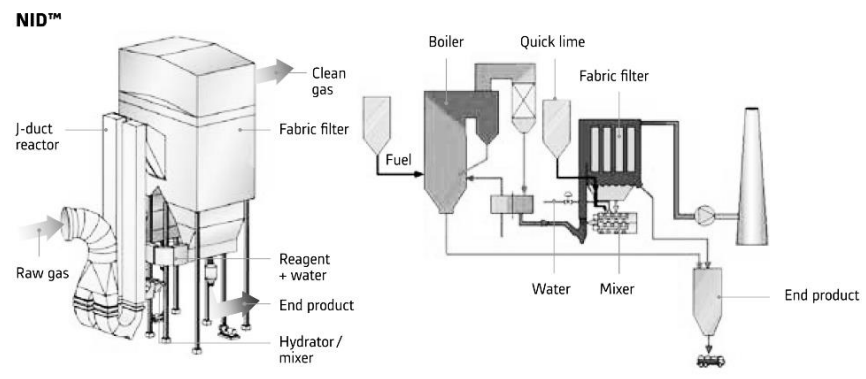 NID™
Clean
gas
J-duct
reactor
Fabric filter
Raw gas
Reagent
+ water
End product
Hydrator/
mixer
Boiler
Quick lime
Fabric filter
Fuel
Water
Mixer
End product